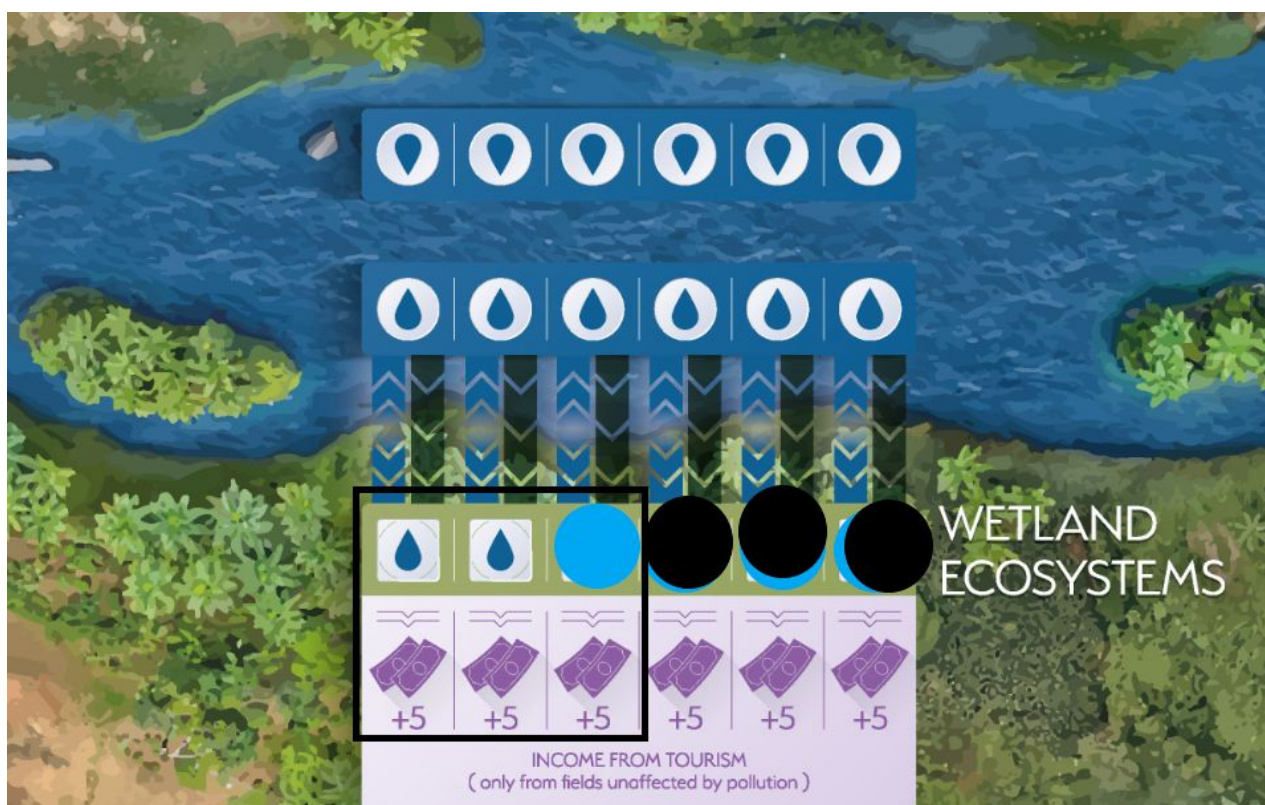 WETLAND
ECOSYSTEMS
+5 +5 +5 +5 +5 +5
INCOME FROM TOURISM
( only from fields unaffected by pollution )